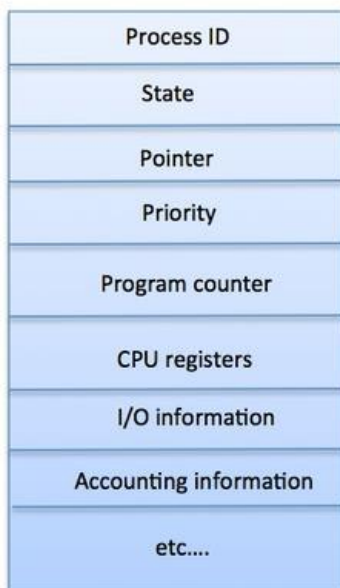 Process ID
State
Pointer
Priority
Program counter
CPU registers
I/O information
Accounting information
etc....